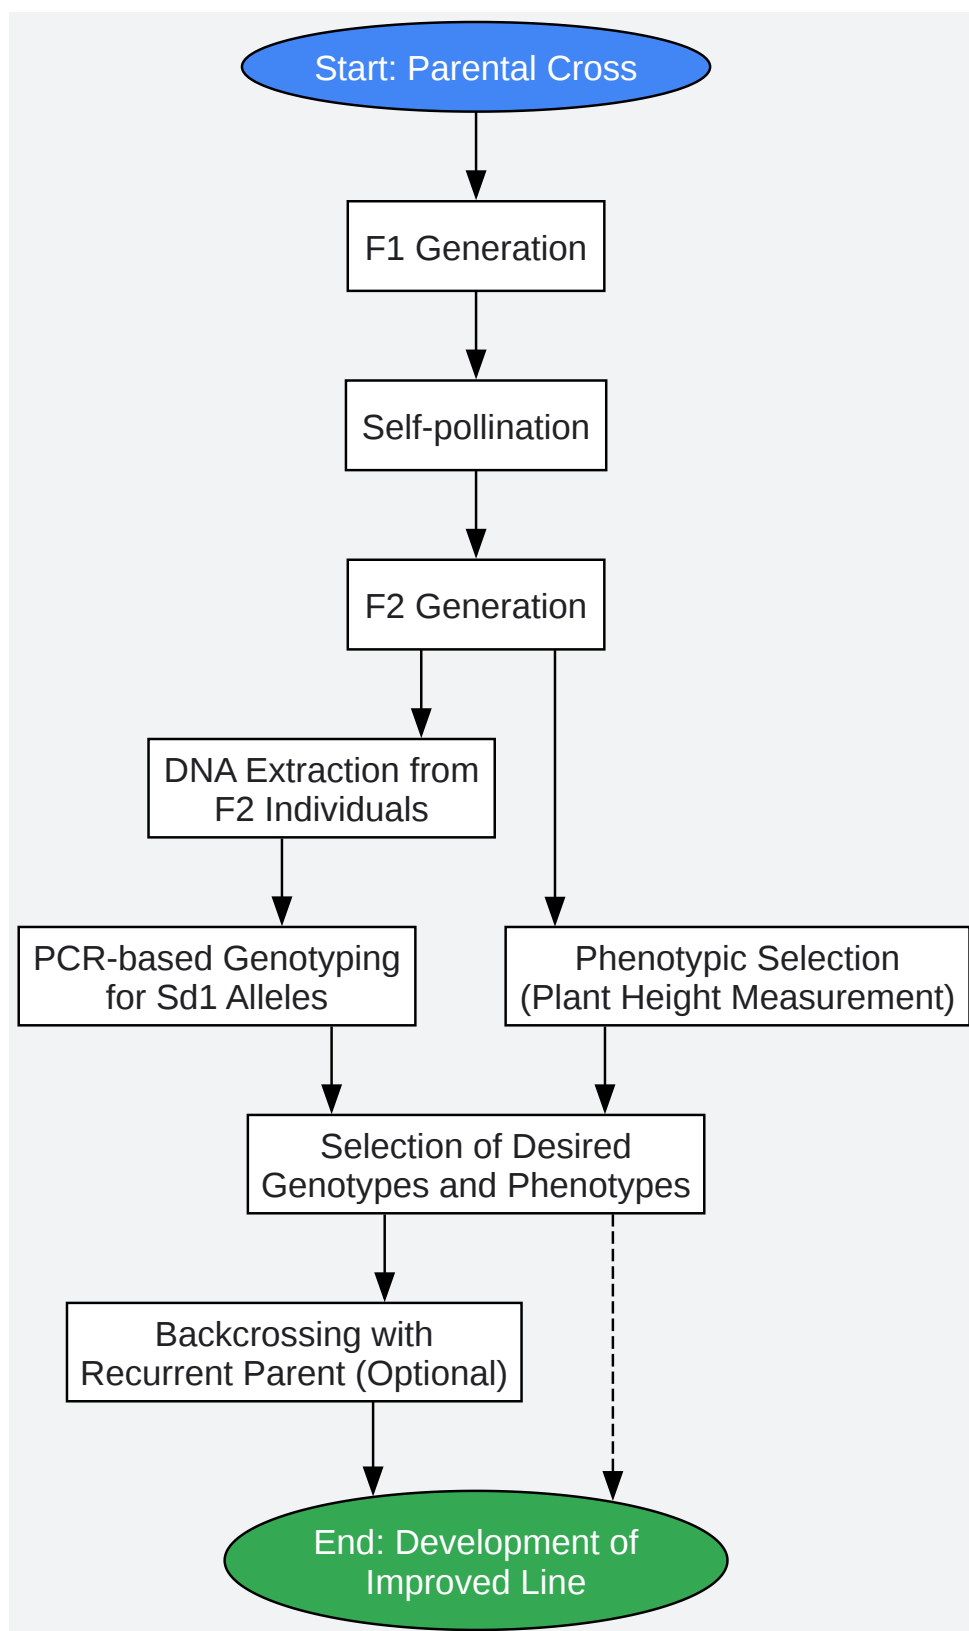 Start: Parental Cross
F1 Generation
Self-pollination
F2 Generation
DNA Extraction from
F2 Individuals
PCR-based Genotyping
for Sd1 Alleles
Phenotypic Selection
(Plant Height Measurement)
Selection of Desired
Genotypes and Phenotypes
Backcrossing with
Recurrent Parent (Optional)
End: Development of
Improved Line